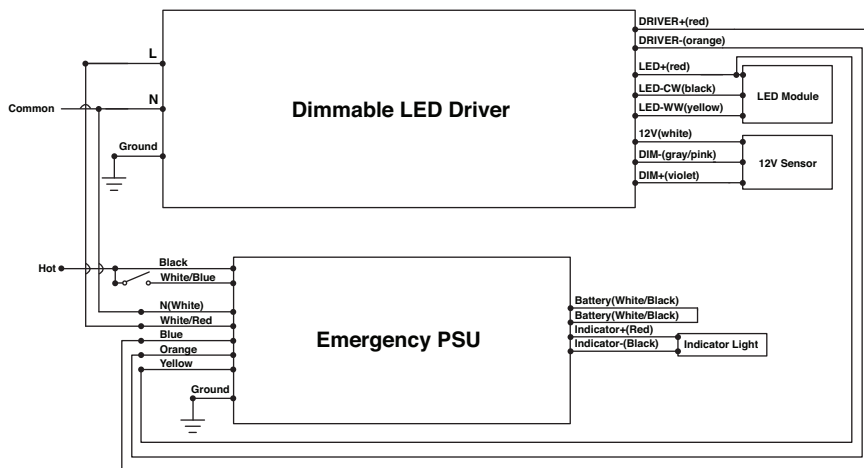 DRIVER+(red)
DRIVER-(orange)
L
LED+(red)
Common
N
Dimmable LED Driver
LED-CW(black)
LED Module
LED-WW(yellow)
Ground
12V(white)
DIM-(gray/pink)
12V Sensor
DIM+(violet)
Hot
Black
White/Blue
N(White)
White/Red
Blue
Orange
Yellow
Ground
Emergency PSU
Battery(White/Black)
Battery(White/Black)
Indicator+(Red)
Indicator-(Black)
Indicator Light